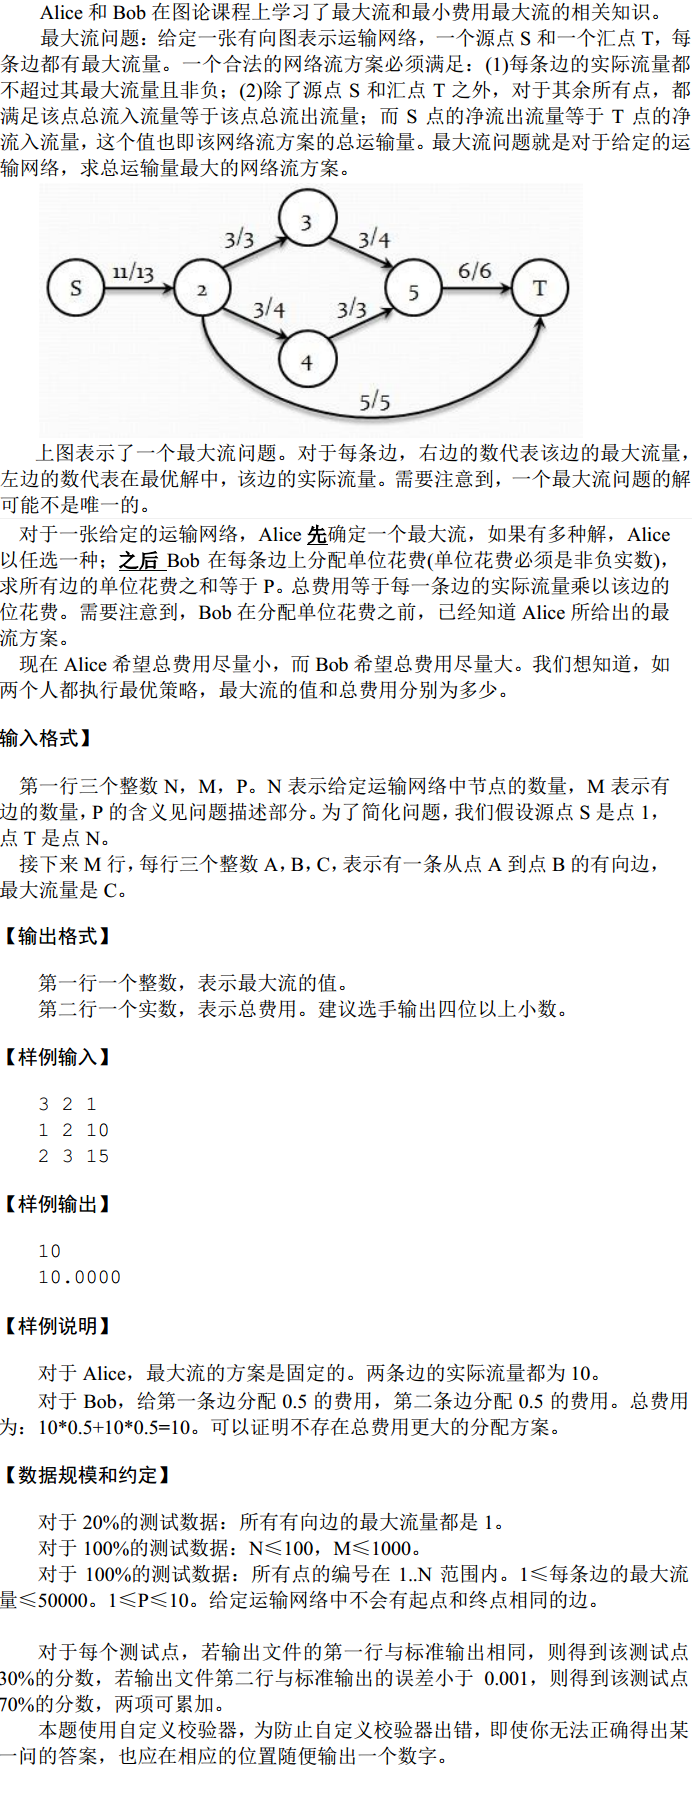 Alice 和 Bob 在图论课程上学习了最大流和最小费用最大流的相关知识。
最大流问题：给定一张有向图表示运输网络，一个源点 S 和一个汇点 T，每
条边都有最大流量。一个合法的网络流方案必须满足：(1)每条边的实际流量都
不超过其最大流量且非负；(2)除了源点 S 和汇点 T 之外，对于其余所有点，都
满足该点总流入流量等于该点总流出流量；而 S 点的净流出流量等于 T 点的净
流入流量，这个值也即该网络流方案的总运输量。最大流问题就是对于给定的运
输网络，求总运输量最大的网络流方案。
S
11/13
2
3/3
3
3/4
3/4
4
3/3
5
6/6
T
5/5
上图表示了一个最大流问题。对于每条边，右边的数代表该边的最大流量，
左边的数代表在最优解中，该边的实际流量。需要注意到，一个最大流问题的解
可能不是唯一的。
对于一张给定的运输网络，Alice 先确定一个最大流，如果有多种解，Alice
以任选一种；之后 Bob 在每条边上分配单位花费(单位花费必须是非负实数)，
求所有边的单位花费之和等于 P。总费用等于每一条边的实际流量乘以该边的
位花费。需要注意到，Bob 在分配单位花费之前，已经知道 Alice 所给出的最
流方案。
现在 Alice 希望总费用尽量小，而 Bob 希望总费用尽量大。我们想知道，如
两个人都执行最优策略，最大流的值和总费用分别为多少。
输入格式】
第一行三个整数 N，M，P。N 表示给定运输网络中节点的数量，M 表示有
边的数量，P 的含义见问题描述部分。为了简化问题，我们假设源点 S 是点 1，
点 T 是点 N。
接下来 M 行，每行三个整数 A，B，C，表示有一条从点 A 到点 B 的有向边，
最大流量是 C。
【输出格式】
第一行一个整数，表示最大流的值。
第二行一个实数，表示总费用。建议选手输出四位以上小数。
【样例输入】
3 2 1
1 2 10
2 3 15
【样例输出】
10
10.0000
【样例说明】
对于 Alice，最大流的方案是固定的。两条边的实际流量都为 10。
对于 Bob，给第一条边分配 0.5 的费用，第二条边分配 0.5 的费用。总费用
为：10*0.5+10*0.5=10。可以证明不存在总费用更大的分配方案。
【数据规模和约定】
对于 20%的测试数据：所有有向边的最大流量都是 1。
对于 100%的测试数据：N≤100，M≤1000。
对于 100%的测试数据：所有点的编号在 1..N 范围内。1≤每条边的最大流
量≤50000。1≤P≤10。给定运输网络中不会有起点和终点相同的边。
对于每个测试点，若输出文件的第一行与标准输出相同，则得到该测试点
30%的分数，若输出文件第二行与标准输出的误差小于 0.001，则得到该测试点
70%的分数，两项可累加。
本题使用自定义校验器，为防止自定义校验器出错，即使你无法正确得出某
一问的答案，也应在相应的位置随便输出一个数字。